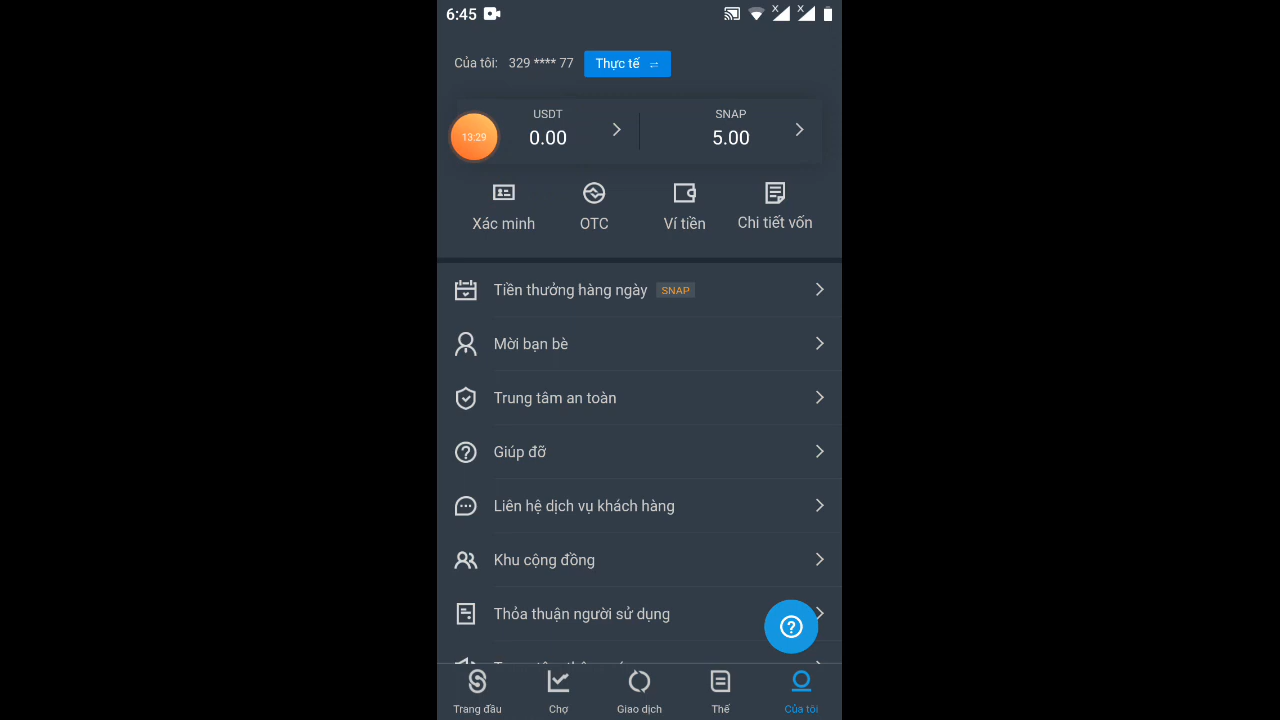 6:45
Của tôi: 329 **** 77 Thực tế
USDT SNAP
13:29 0.00 5.00
Xác minh OTC Ví tiền Chi tiết vốn
Tiền thưởng hàng ngày SNAP
Mời bạn bè
Trung tâm an toàn
Giúp đỡ
Liên hệ dịch vụ khách hàng
Khu cộng đồng
Thỏa thuận người sử dụng
Trang đầu Chợ Giao dịch Thế Của tôi